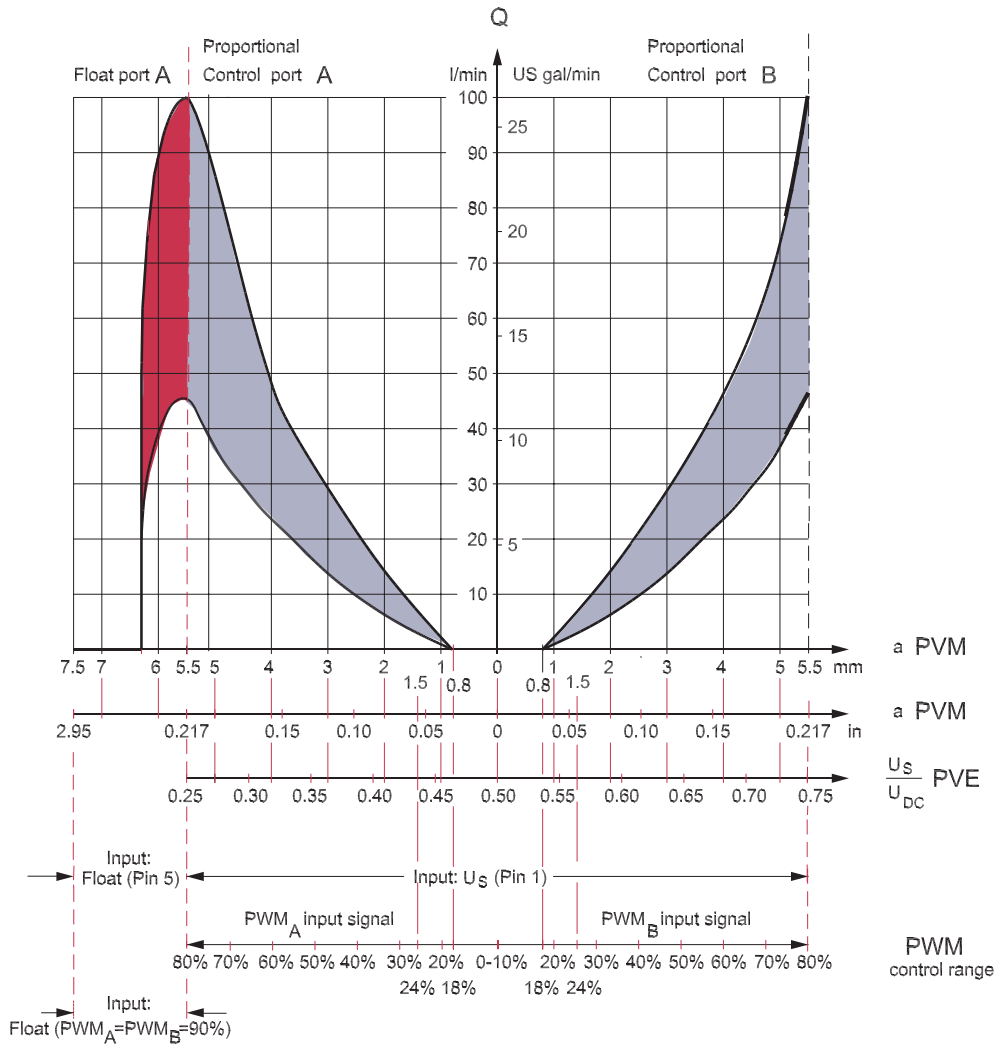 Q
Proportional Proportional
Float port A Control port A l/min US gal/min Control port B
100
25
90
80
20
70
60
15
50
40
10
30
20
5
10
7.5 7 6 5.5 5 4 3 2 1 0 1 2 3 4 5 5.5 mm a PVM
1.5 0.8 0.8 1.5
2.95 0.217 0.15 0.10 0.05 0 0.05 0.10 0.15 0.217 in a PVM
0.25 0.30 0.35 0.40 0.45 0.50 0.55 0.60 0.65 0.70 0.75 US/UDC PVE
Input:
Float (Pin 5) Input: US (Pin 1)
PWMA input signal PWMB input signal
80% 70% 60% 50% 40% 30% 20% 0-10% 20% 30% 40% 50% 60% 70% 80% PWM
24% 18% 18% 24% control range
Input:
Float (PWMA=PWMB=90%)